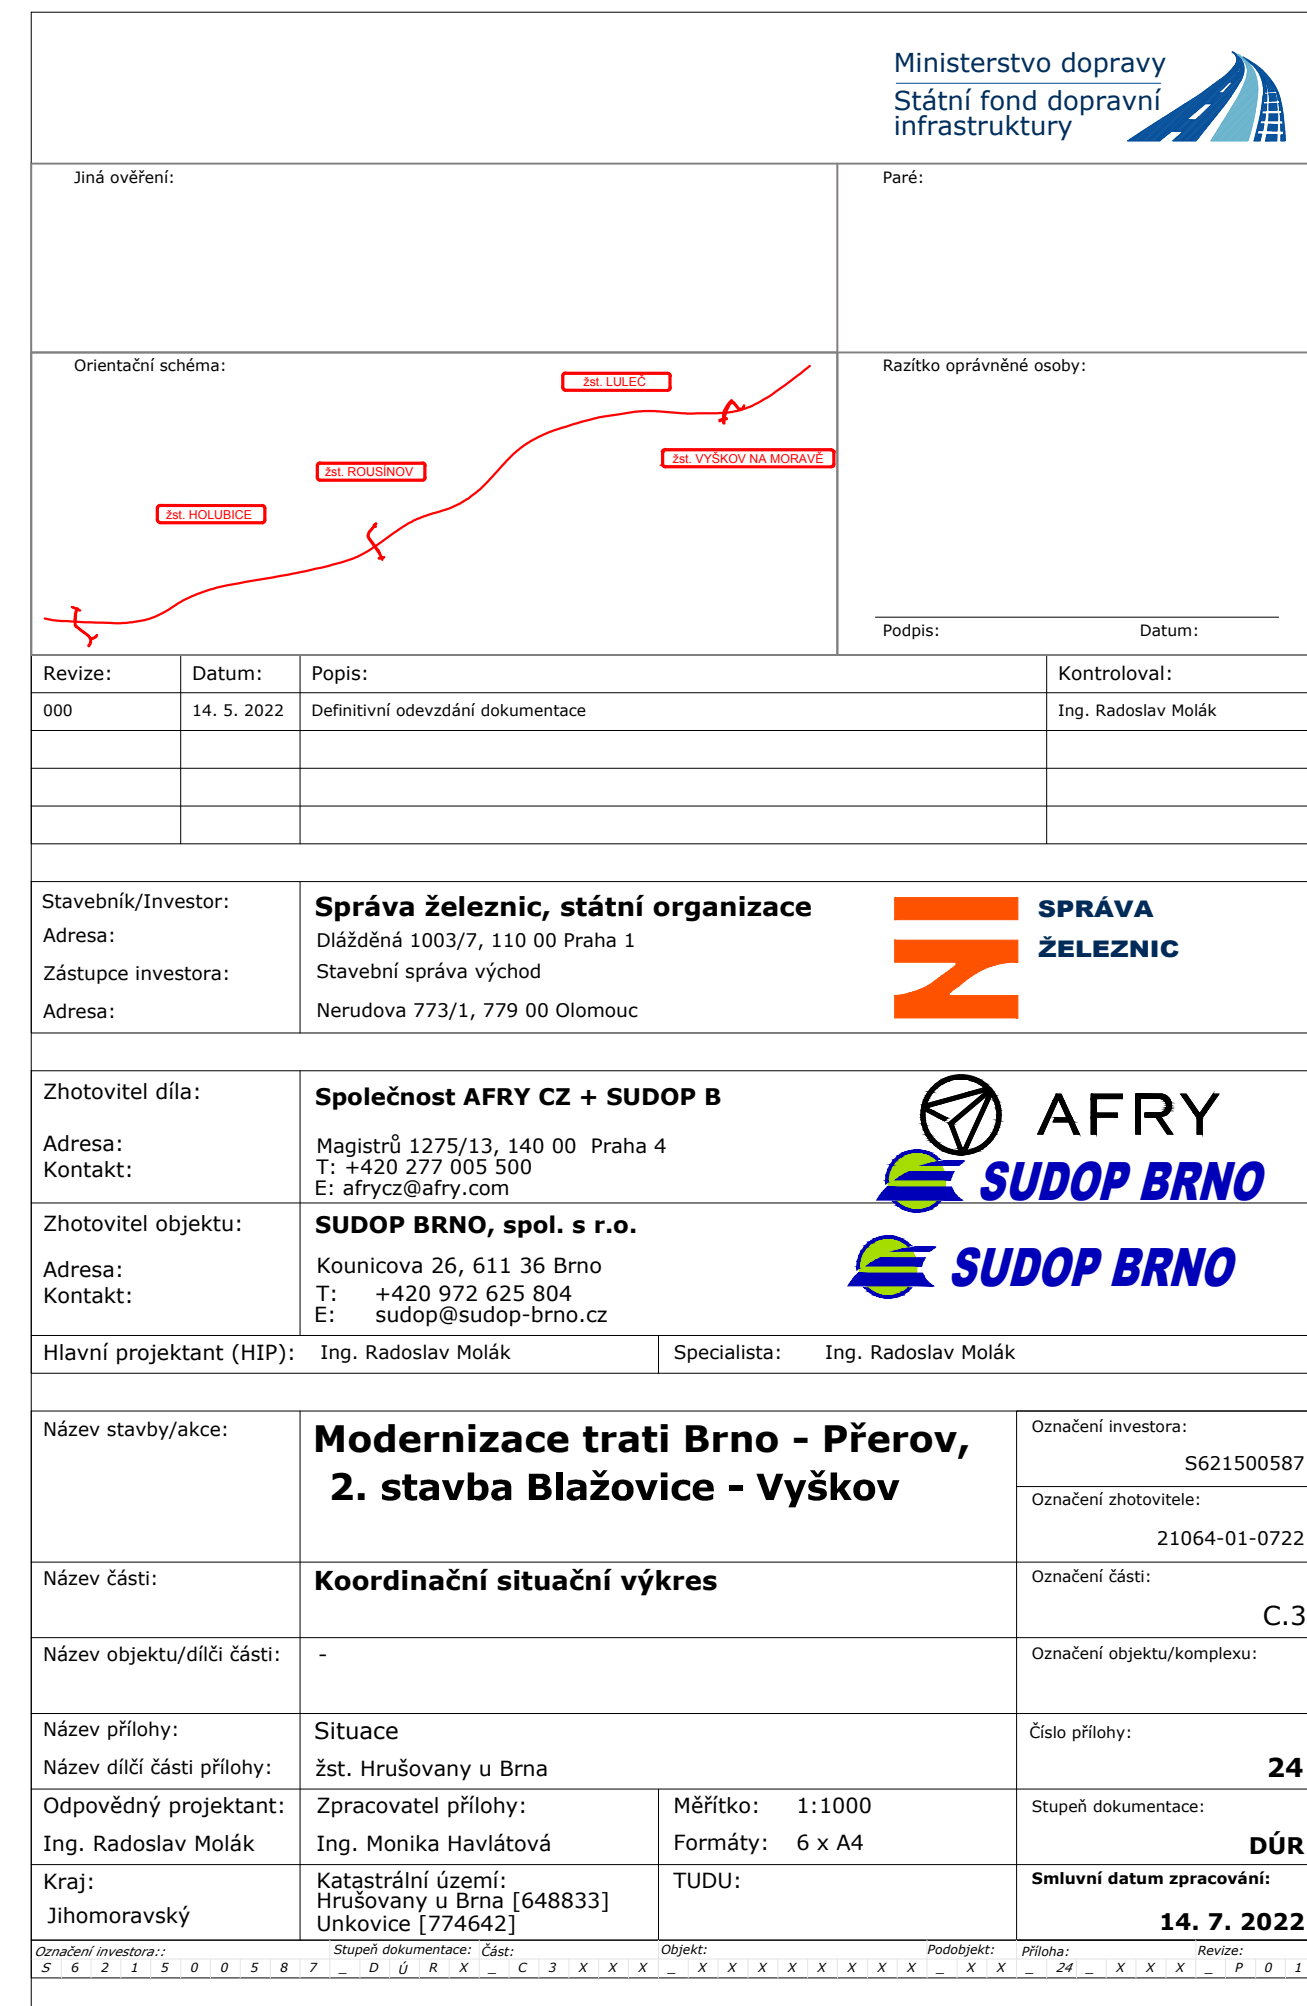 Ministerstvo dopravy
Státní fond dopravní
infrastruktury
Jiná ověření:
Paré:
Orientační schéma:
Razítko oprávněné osoby:
žst. LULEČ
žst. VYŠKOV NA MORAVĚ
žst. ROUSÍNOV
žst. HOLUBICE
Podpis: Datum:
Revize: Datum: Popis: Kontroloval:
000 14. 5. 2022 Definitivní odevzdání dokumentace Ing. Radoslav Molák
Stavebník/Investor: Správa železnic, státní organizace
Adresa: Dlážděná 1003/7, 110 00 Praha 1
Zástupce investora: Stavební správa východ
Adresa: Nerudova 773/1, 779 00 Olomouc
SPRÁVA
ŽELEZNIC
Zhotovitel díla: Společnost AFRY CZ + SUDOP B
Adresa: Magistrů 1275/13, 140 00 Praha 4
Kontakt: T: +420 277 005 500
E: afrycz@afry.com
AFRY
SUDOP BRNO
Zhotovitel objektu: SUDOP BRNO, spol. s r.o.
Adresa: Kounicova 26, 611 36 Brno
Kontakt: T: +420 972 625 804
E: sudop@sudop-brno.cz
SUDOP BRNO
Hlavní projektant (HIP): Ing. Radoslav Molák Specialista: Ing. Radoslav Molák
Název stavby/akce: Modernizace trati Brno - Přerov,
2. stavba Blažovice - Vyškov
Označení investora:
S621500587
Označení zhotovitele:
21064-01-0722
Název části: Koordinační situační výkres
Označení části:
C.3
Název objektu/dílči části: -
Označení objektu/komplexu:
Název přílohy: Situace
Název dílčí části přílohy: žst. Hrušovany u Brna
Číslo přílohy:
24
Odpovědný projektant: Zpracovatel přílohy: Měřítko: 1:1000
Ing. Radoslav Molák Ing. Monika Havlátová Formáty: 6 x A4
Stupeň dokumentace:
DÚR
Kraj:
Jihomoravský
Katastrální území:
Hrušovany u Brna [648833]
Unkovice [774642]
TUDU:
Smluvní datum zpracování:
14. 7. 2022
Označení investora:: Stupeň dokumentace: Část: Objekt: Podobjekt: Příloha: Revize:
S 6 2 1 5 0 0 5 8 7 _ D Ú R X _ C 3 X X X _ X X X X X X X X _ X X _ 24 _ X X X _ P 0 1